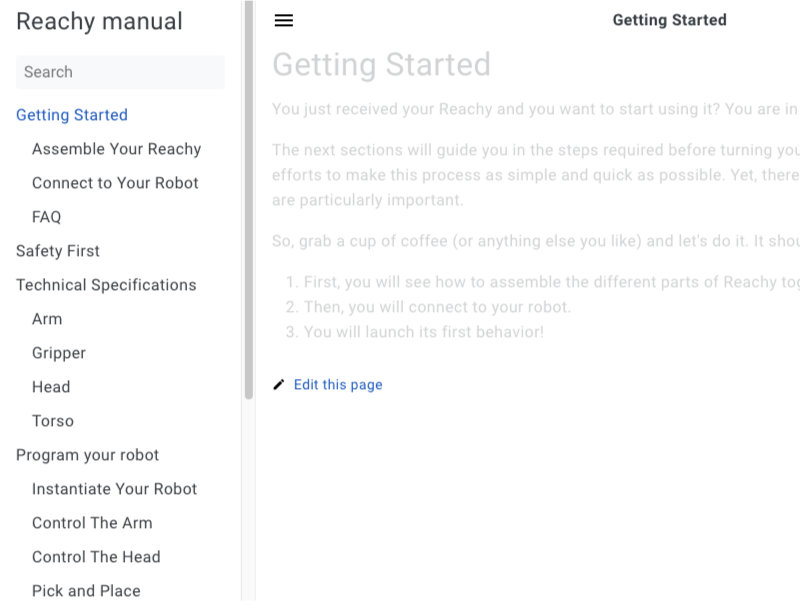 Reachy manual
Search
Getting Started
Assemble Your Reachy
Connect to Your Robot
FAQ
Safety First
Technical Specifications
Arm
Gripper
Head
Torso
Program your robot
Instantiate Your Robot
Control The Arm
Control The Head
Pick and Place
Getting Started
Getting Started
You just received your Reachy and you want to start using it? You are in
The next sections will guide you in the steps required before turning you
efforts to make this process as simple and quick as possible. Yet, there
are particularly important.
So, grab a cup of coffee (or anything else you like) and let's do it. It shou
1. First, you will see how to assemble the different parts of Reachy tog
2. Then, you will connect to your robot.
3. You will launch its first behavior!
Edit this page